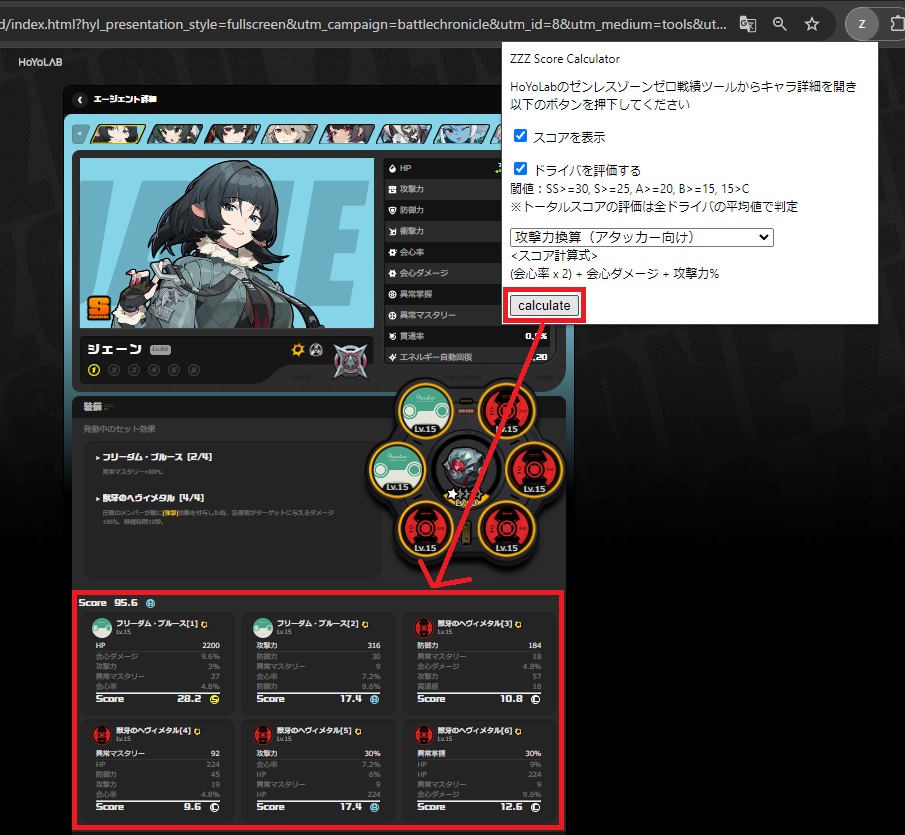 d/index.html?hyl_presentation_style=fullscreen&utm_campaign=battlechronicle&utm_id=8&utm_medium=tools&ut...
Z
HoYoLAB
ZZZ Score Calculator
HoYoLabのゼンレスゾーンゼロ戦績ツールからキャラ詳細を開き
以下のボタンを押下してください
スコアを表示
ドライバを評価する
閾値：SS>=30, S>=25, A>=20, B>=15, 15>C
※トータルスコアの評価は全ドライバの平均値で判定
攻撃力換算（アタッカー向け）
<スコア計算式>
(会心率 x 2) + 会心ダメージ + 攻撃力%
calculate
エージェント詳細
JANE
HP
攻撃力
防御力
衝撃力
会心率
会心ダメージ
異常掌握
異常マスタリー
貫通率
エネルギー自動回復
.20
S
RANK
ジェーン Lv.60
1 2 3 4 5 6
装備
発動中のセット効果
フリーダム・ブルース [2/4]
異常マスタリー+30Pt。
獣牙のヘヴィメタル [4/4]
任意のメンバーが敵に[強撃]効果を付与した時、装備者がターゲットに与えるダメージ
+35%、継続時間12秒。
Lv.15
Lv.15
Lv.15
Lv.15
Lv.15
Lv.15
Score 95.6 B
フリーダム・ブルース[1]
Lv.15
HP 2200
会心ダメージ 9.6%
攻撃力 3%
異常マスタリー 27
会心率 4.8%
Score 28.2 S
フリーダム・ブルース[2]
Lv.15
攻撃力 316
防御力 30
異常マスタリー 9
会心率 7.2%
防御力 9.6%
Score 17.4 B
獣牙のヘヴィメタル[3]
Lv.15
防御力 184
異常マスタリー 18
会心ダメージ 4.8%
攻撃力 57
貫通値 18
Score 10.8 C
獣牙のヘヴィメタル[4]
Lv.15
異常マスタリー 92
HP 224
防御力 45
攻撃力 19
会心率 4.8%
Score 9.6 C
獣牙のヘヴィメタル[5]
Lv.15
攻撃力 30%
会心率 7.2%
HP 6%
異常マスタリー 9
HP 224
Score 17.4 B
獣牙のヘヴィメタル[6]
Lv.15
異常掌握 30%
HP 9%
HP 224
異常マスタリー 9
会心ダメージ 9.6%
Score 12.6 C